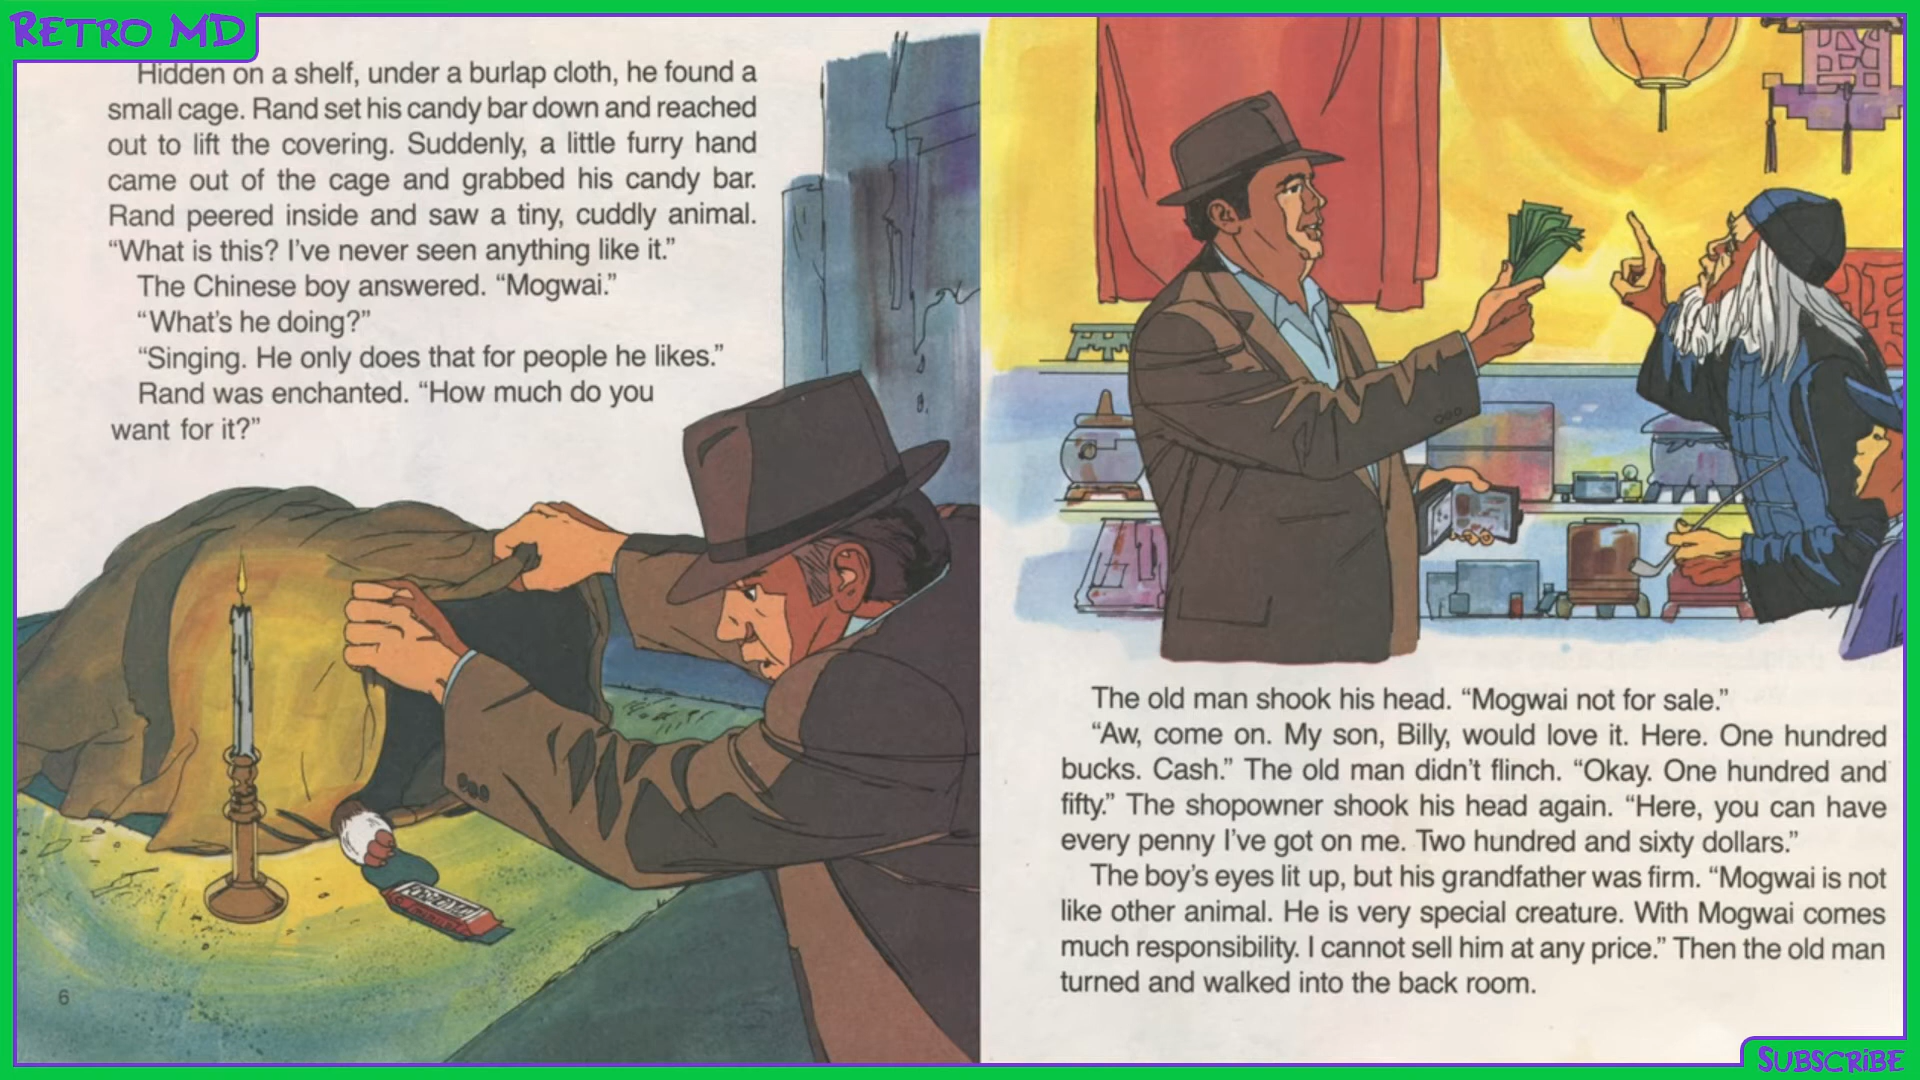 RETRO MD
Hidden on a shelf, under a burlap cloth, he found a
small cage. Rand set his candy bar down and reached
out to lift the covering. Suddenly, a little furry hand
came out of the cage and grabbed his candy bar.
Rand peered inside and saw a tiny, cuddly animal.
“What is this? I’ve never seen anything like it.”
The Chinese boy answered. “Mogwai.”
“What’s he doing?”
“Singing. He only does that for people he likes.”
Rand was enchanted. “How much do you
want for it?”
6
The old man shook his head. “Mogwai not for sale.”
“Aw, come on. My son, Billy, would love it. Here. One hundred
bucks. Cash.” The old man didn’t flinch. “Okay. One hundred and
fifty.” The shopowner shook his head again. “Here, you can have
every penny I’ve got on me. Two hundred and sixty dollars.”
The boy’s eyes lit up, but his grandfather was firm. “Mogwai is not
like other animal. He is very special creature. With Mogwai comes
much responsibility. I cannot sell him at any price.” Then the old man
turned and walked into the back room.
SUBSCRIBE